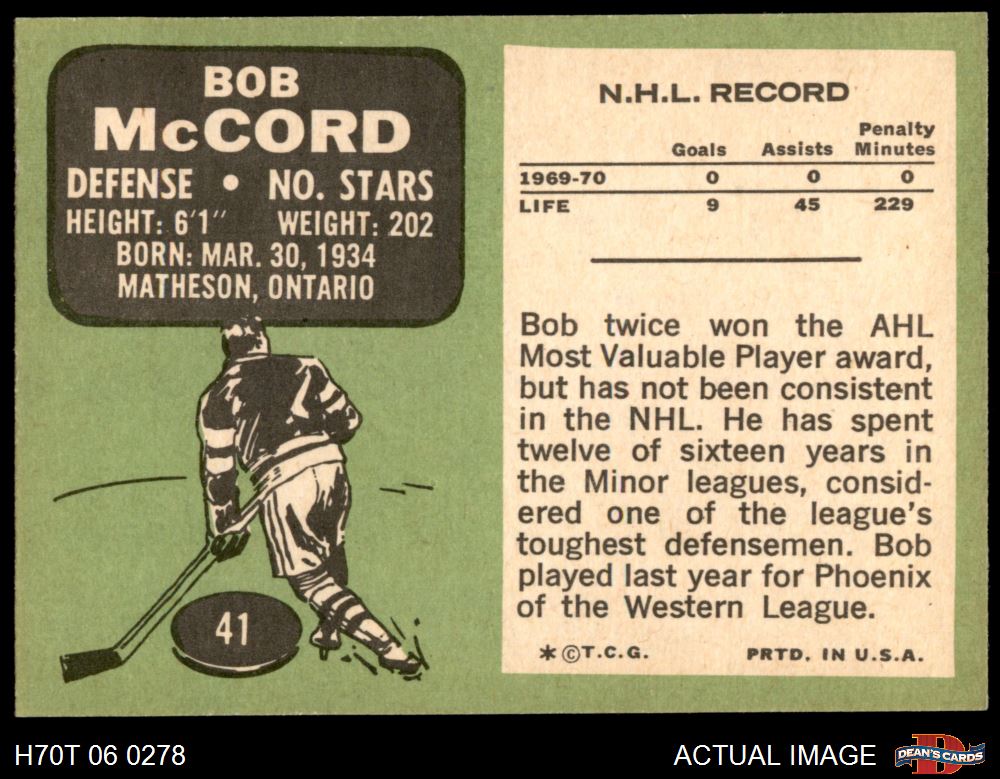 BOB
McCORD
DEFENSE • NO. STARS
HEIGHT: 6'1" WEIGHT: 202
BORN: MAR. 30, 1934
MATHESON, ONTARIO
41
N.H.L. RECORD
Goals Assists Penalty Minutes
1969-70 0 0 0
LIFE 9 45 229
Bob twice won the AHL
Most Valuable Player award,
but has not been consistent
in the NHL. He has spent
twelve of sixteen years in
the Minor leagues, consid-
ered one of the league's
toughest defensemen. Bob
played last year for Phoenix
of the Western League.
* © T.C.G. PRTD. IN U.S.A.
H70T 06 0278
ACTUAL IMAGE
DEAN'S CARDS